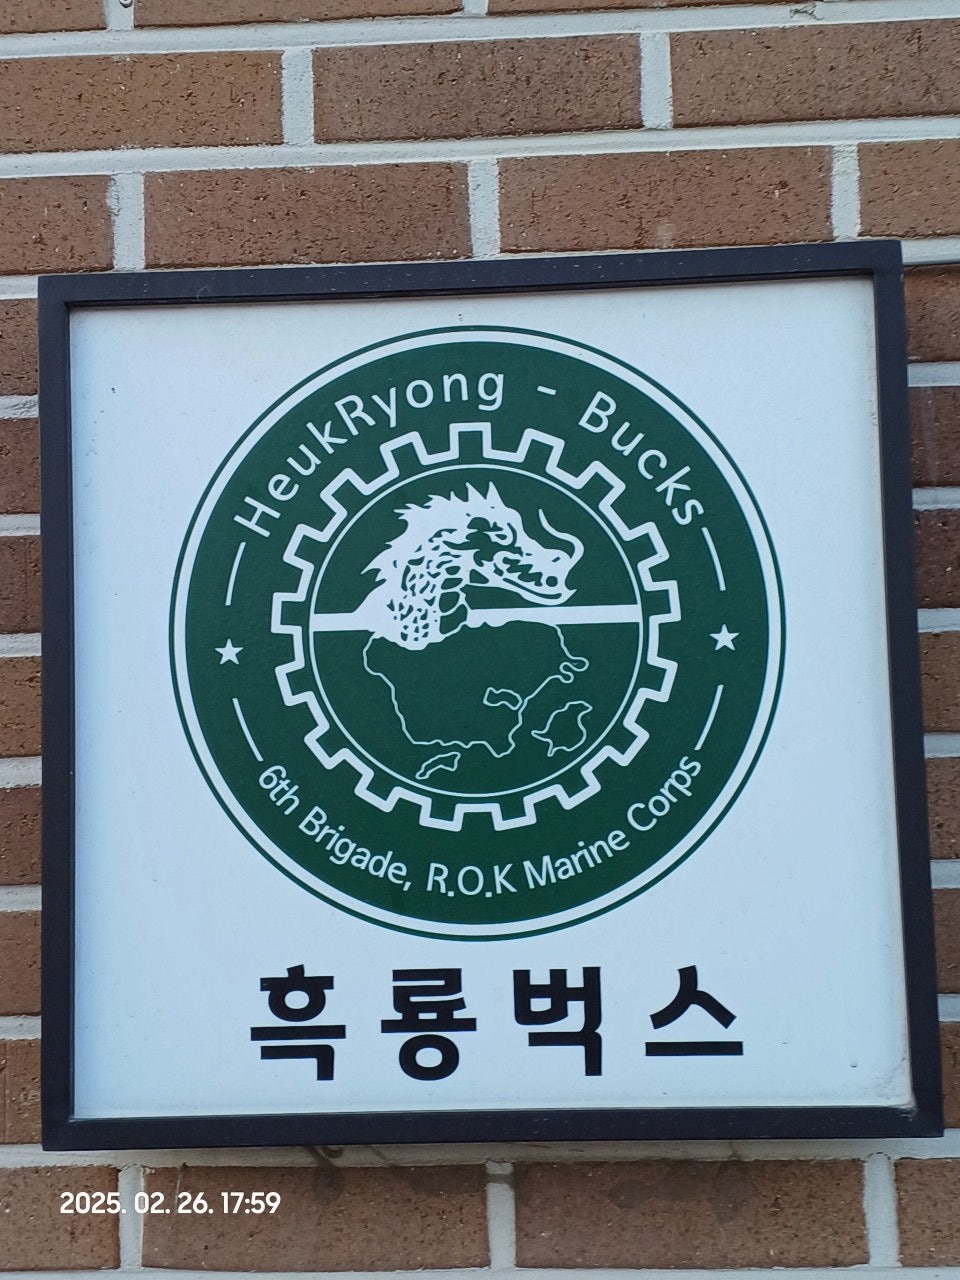 HeukRyong - Bucks
6th Brigade, R.O.K Marine Corps
흑룡벅스
2025. 02. 26. 17:59